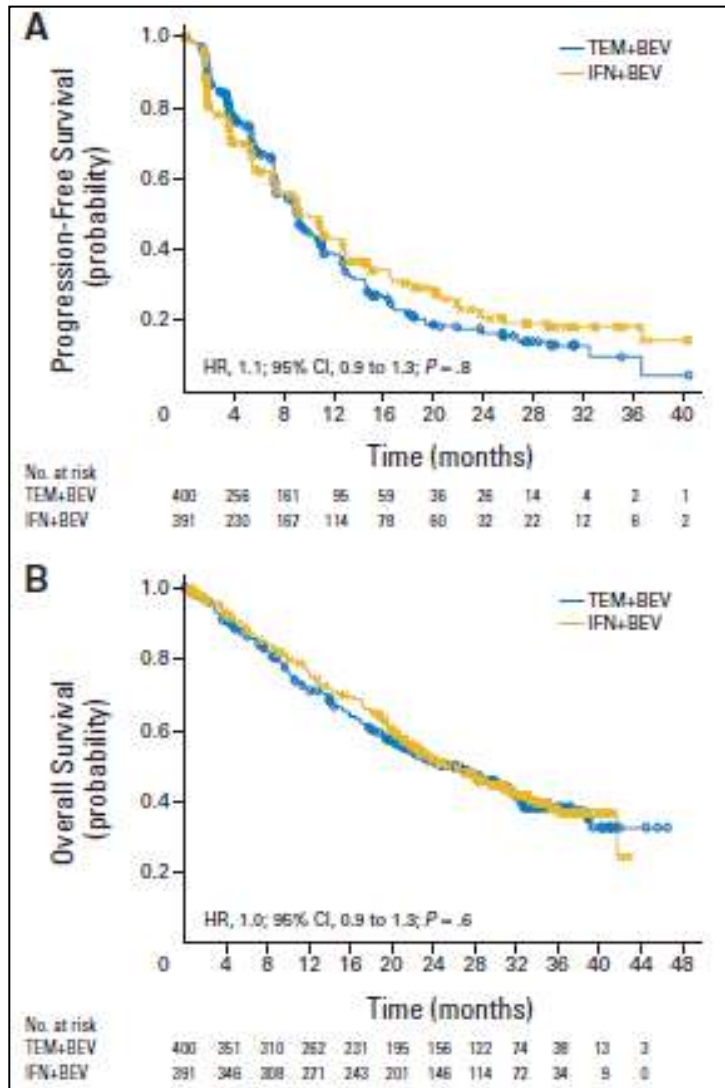 A
1.0
0.8
0.6
0.4
0.2
0
Progression-Free Survival
(probability)
TEM+BEV
IFN+BEV
HR, 1.1; 95% CI, 0.9 to 1.3; P = .8
4 8 12 16 20 24 28 32 36 40
Time (months)
No. at risk
TEM+BEV 400 256 161 95 59 36 26 14 4 2 1
IFN+BEV 391 230 167 114 78 60 32 22 12 6 2
B
1.0
0.8
0.6
0.4
0.2
0
Overall Survival
(probability)
TEM+BEV
IFN+BEV
HR, 1.0; 95% CI, 0.9 to 1.3; P = .6
4 8 12 16 20 24 28 32 36 40 44 48
Time (months)
No. at risk
TEM+BEV 400 351 310 262 231 195 156 122 74 38 13 3
IFN+BEV 391 346 308 271 243 201 146 114 72 34 9 0